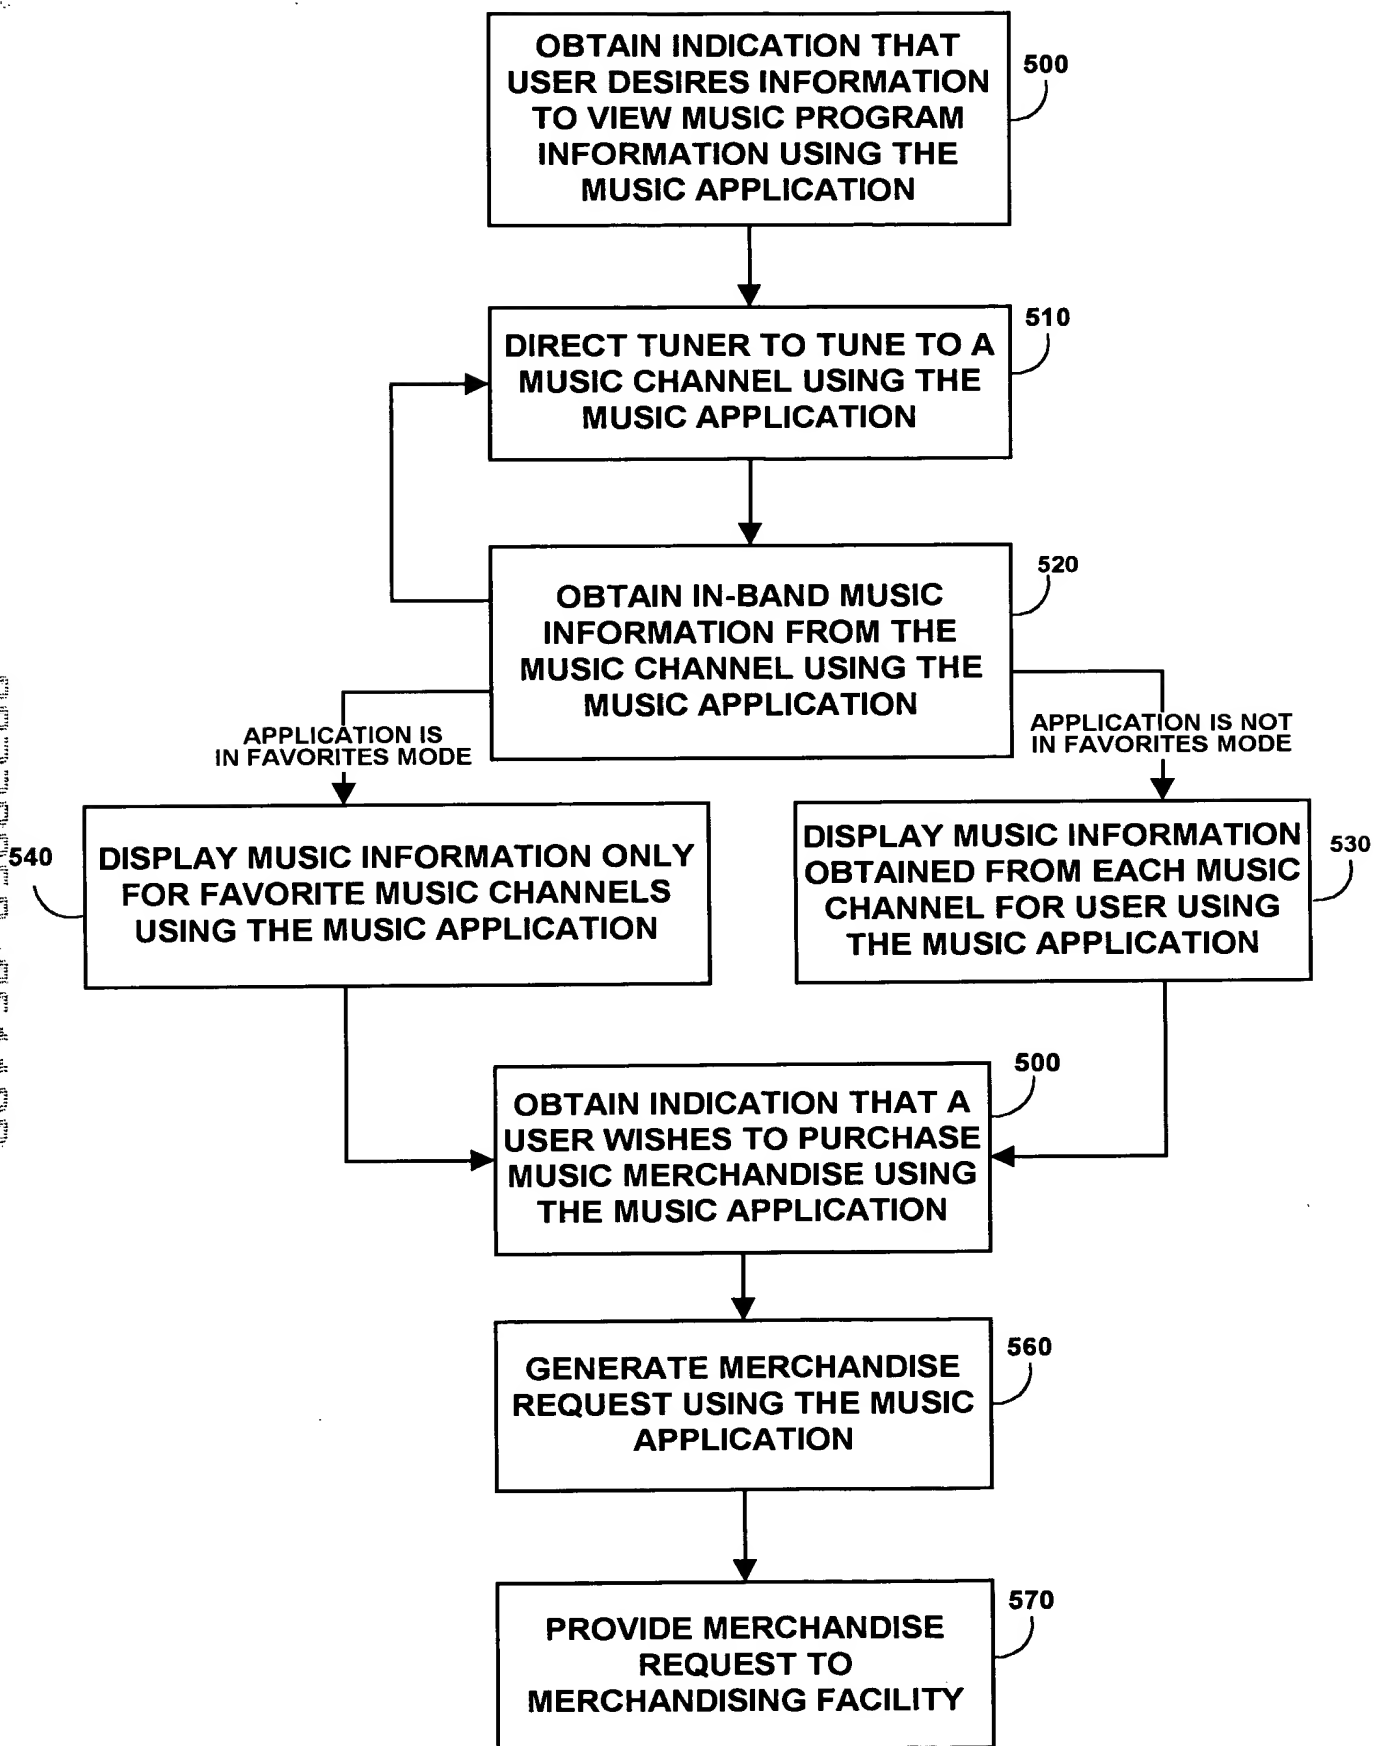 OBTAIN INDICATION THAT
USER DESIRES INFORMATION
TO VIEW MUSIC PROGRAM
INFORMATION USING THE
MUSIC APPLICATION
500
DIRECT TUNER TO TUNE TO A
MUSIC CHANNEL USING THE
MUSIC APPLICATION
510
OBTAIN IN-BAND MUSIC
INFORMATION FROM THE
MUSIC CHANNEL USING THE
MUSIC APPLICATION
520
APPLICATION IS
IN FAVORITES MODE
APPLICATION IS NOT
IN FAVORITES MODE
540
DISPLAY MUSIC INFORMATION ONLY
FOR FAVORITE MUSIC CHANNELS
USING THE MUSIC APPLICATION
DISPLAY MUSIC INFORMATION
OBTAINED FROM EACH MUSIC
CHANNEL FOR USER USING
THE MUSIC APPLICATION
530
OBTAIN INDICATION THAT A
USER WISHES TO PURCHASE
MUSIC MERCHANDISE USING
THE MUSIC APPLICATION
500
GENERATE MERCHANDISE
REQUEST USING THE MUSIC
APPLICATION
560
PROVIDE MERCHANDISE
REQUEST TO
MERCHANDISING FACILITY
570